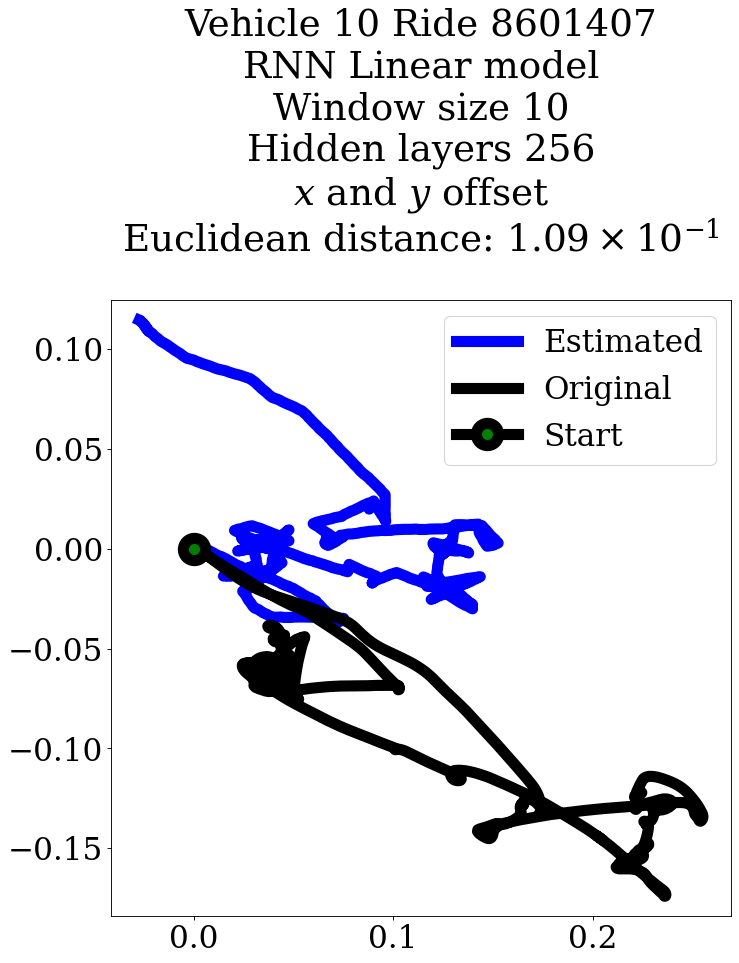 Vehicle 10 Ride 8601407
RNN Linear model
Window size 10
Hidden layers 256
x and y offset
Euclidean distance: 1.09 × 10⁻¹
Estimated
Original
Start
0.10
0.05
0.00
−0.05
−0.10
−0.15
0.0 0.1 0.2